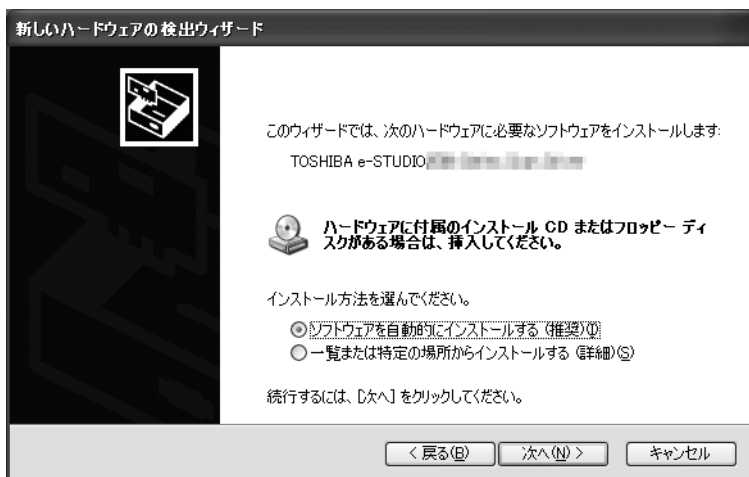 新しいハードウェアの検出ウィザード
このウィザードでは、次のハードウェアに必要なソフトウェアをインストールします:
TOSHIBA e-STUDIO
ハードウェアに付属のインストール CD またはフロッピー ディ
スクがある場合は、挿入してください。
インストール方法を選んでください。
ソフトウェアを自動的にインストールする (推奨)(I)
一覧または特定の場所からインストールする (詳細)(S)
続行するには、[次へ] をクリックしてください。
< 戻る(B) 次へ(N) > キャンセル